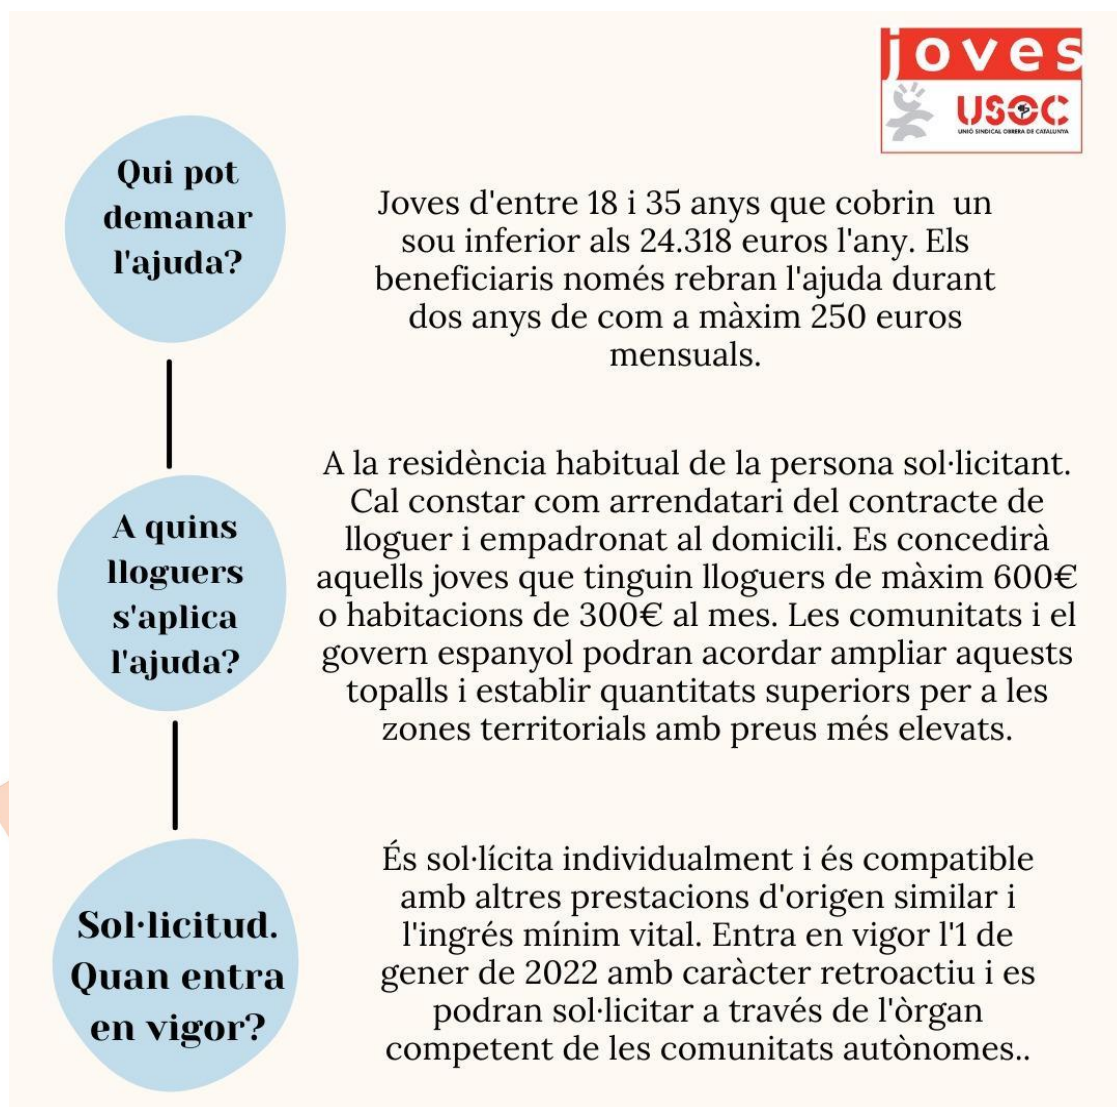 joves
USOC
UNIÓ SINDICAL OBRERA DE CATALUNYA
Qui pot
demanar
l'ajuda?
Joves d'entre 18 i 35 anys que cobrin un
sou inferior als 24.318 euros l'any. Els
beneficiaris només rebran l'ajuda durant
dos anys de com a màxim 250 euros
mensuals.
A quins
lloguers
s'aplica
l'ajuda?
A la residència habitual de la persona sol·licitant.
Cal constar com arrendatari del contracte de
lloguer i empadronat al domicili. Es concedirà
aquells joves que tinguin lloguers de màxim 600€
o habitacions de 300€ al mes. Les comunitats i el
govern espanyol podran acordar ampliar aquests
topalls i establir quantitats superiors per a les
zones territorials amb preus més elevats.
Sol·licitud.
Quan entra
en vigor?
És sol·lícita individualment i és compatible
amb altres prestacions d'origen similar i
l'ingrés mínim vital. Entra en vigor l'1 de
gener de 2022 amb caràcter retroactiu i es
podran sol·licitar a través de l'òrgan
competent de les comunitats autònomes..